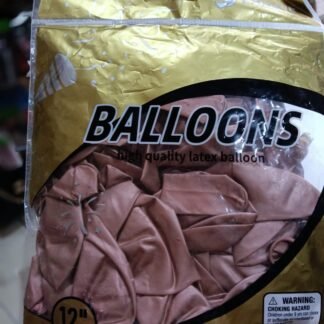 BALLOONS
high quality latex balloon
12"
WARNING:
CHOKING HAZARD